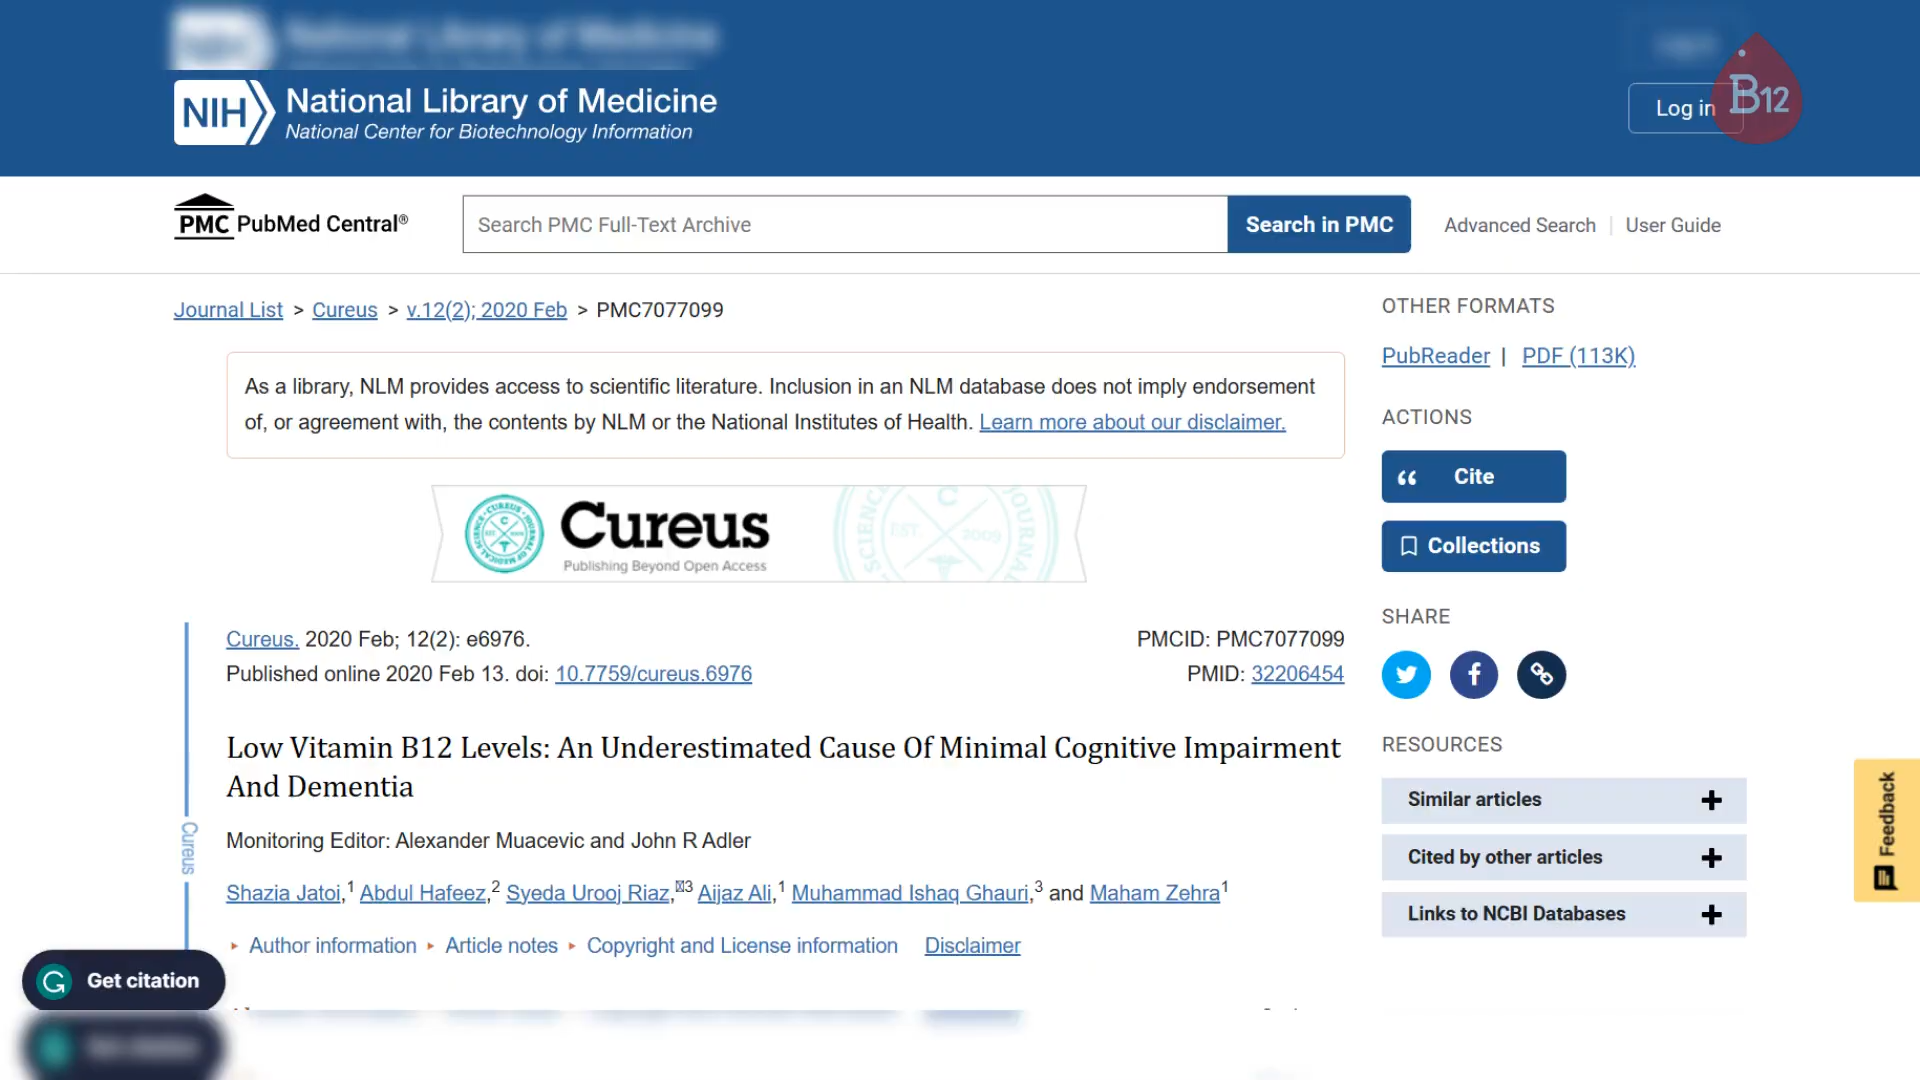 NIH National Library of Medicine
National Center for Biotechnology Information
Log in
B12
PMC PubMed Central®
Search PMC Full-Text Archive
Search in PMC
Advanced Search | User Guide
Journal List > Cureus > v.12(2); 2020 Feb > PMC7077099
As a library, NLM provides access to scientific literature. Inclusion in an NLM database does not imply endorsement
of, or agreement with, the contents by NLM or the National Institutes of Health. Learn more about our disclaimer.
Cureus
Publishing Beyond Open Access
EST. 2009
Cureus. 2020 Feb; 12(2): e6976.
PMCID: PMC7077099
Published online 2020 Feb 13. doi: 10.7759/cureus.6976
PMID: 32206454
Low Vitamin B12 Levels: An Underestimated Cause Of Minimal Cognitive Impairment
And Dementia
Monitoring Editor: Alexander Muacevic and John R Adler
Shazia Jatoi,1 Abdul Hafeez,2 Syeda Urooj Riaz,3 Aijaz Ali,1 Muhammad Ishaq Ghauri,3 and Maham Zehra1
Author information Article notes Copyright and License information Disclaimer
Cureus
Get citation
OTHER FORMATS
PubReader | PDF (113K)
ACTIONS
Cite
Collections
SHARE
RESOURCES
Similar articles
Cited by other articles
Links to NCBI Databases
Feedback